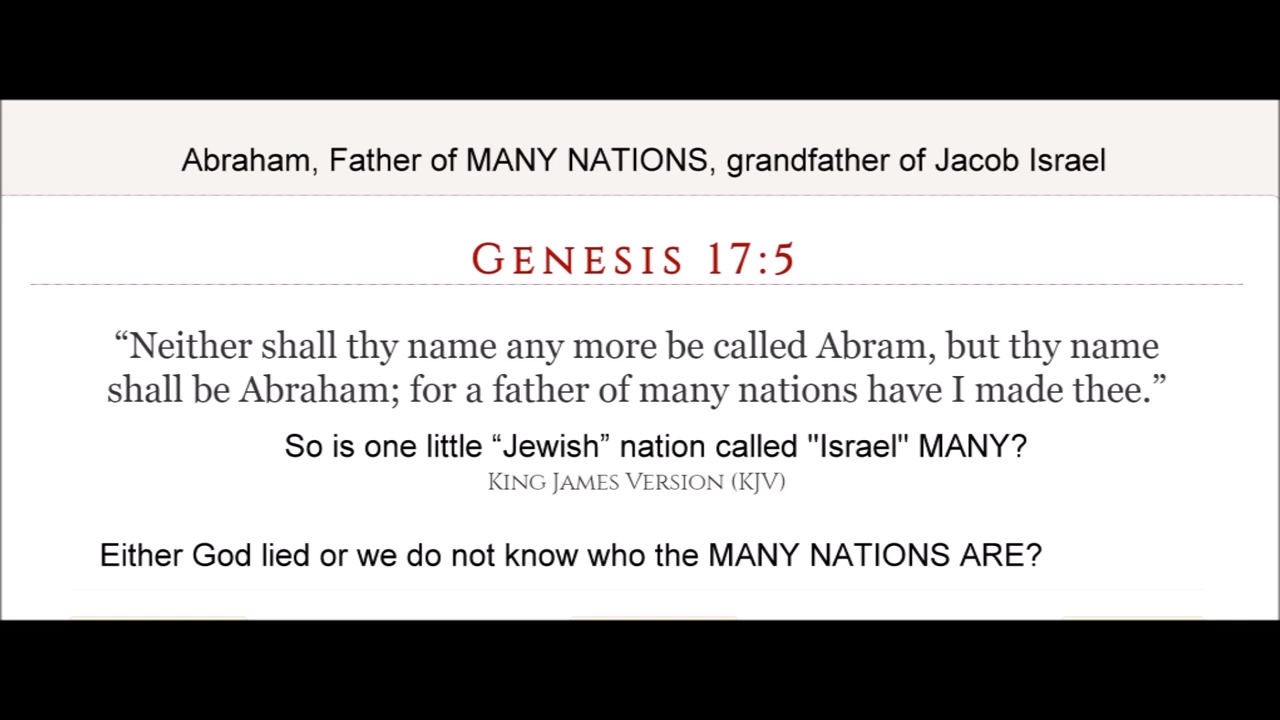 Abraham, Father of MANY NATIONS, grandfather of Jacob Israel
GENESIS 17:5
“Neither shall thy name any more be called Abram, but thy name
shall be Abraham; for a father of many nations have I made thee.”
So is one little “Jewish” nation called "Israel" MANY?
KING JAMES VERSION (KJV)
Either God lied or we do not know who the MANY NATIONS ARE?